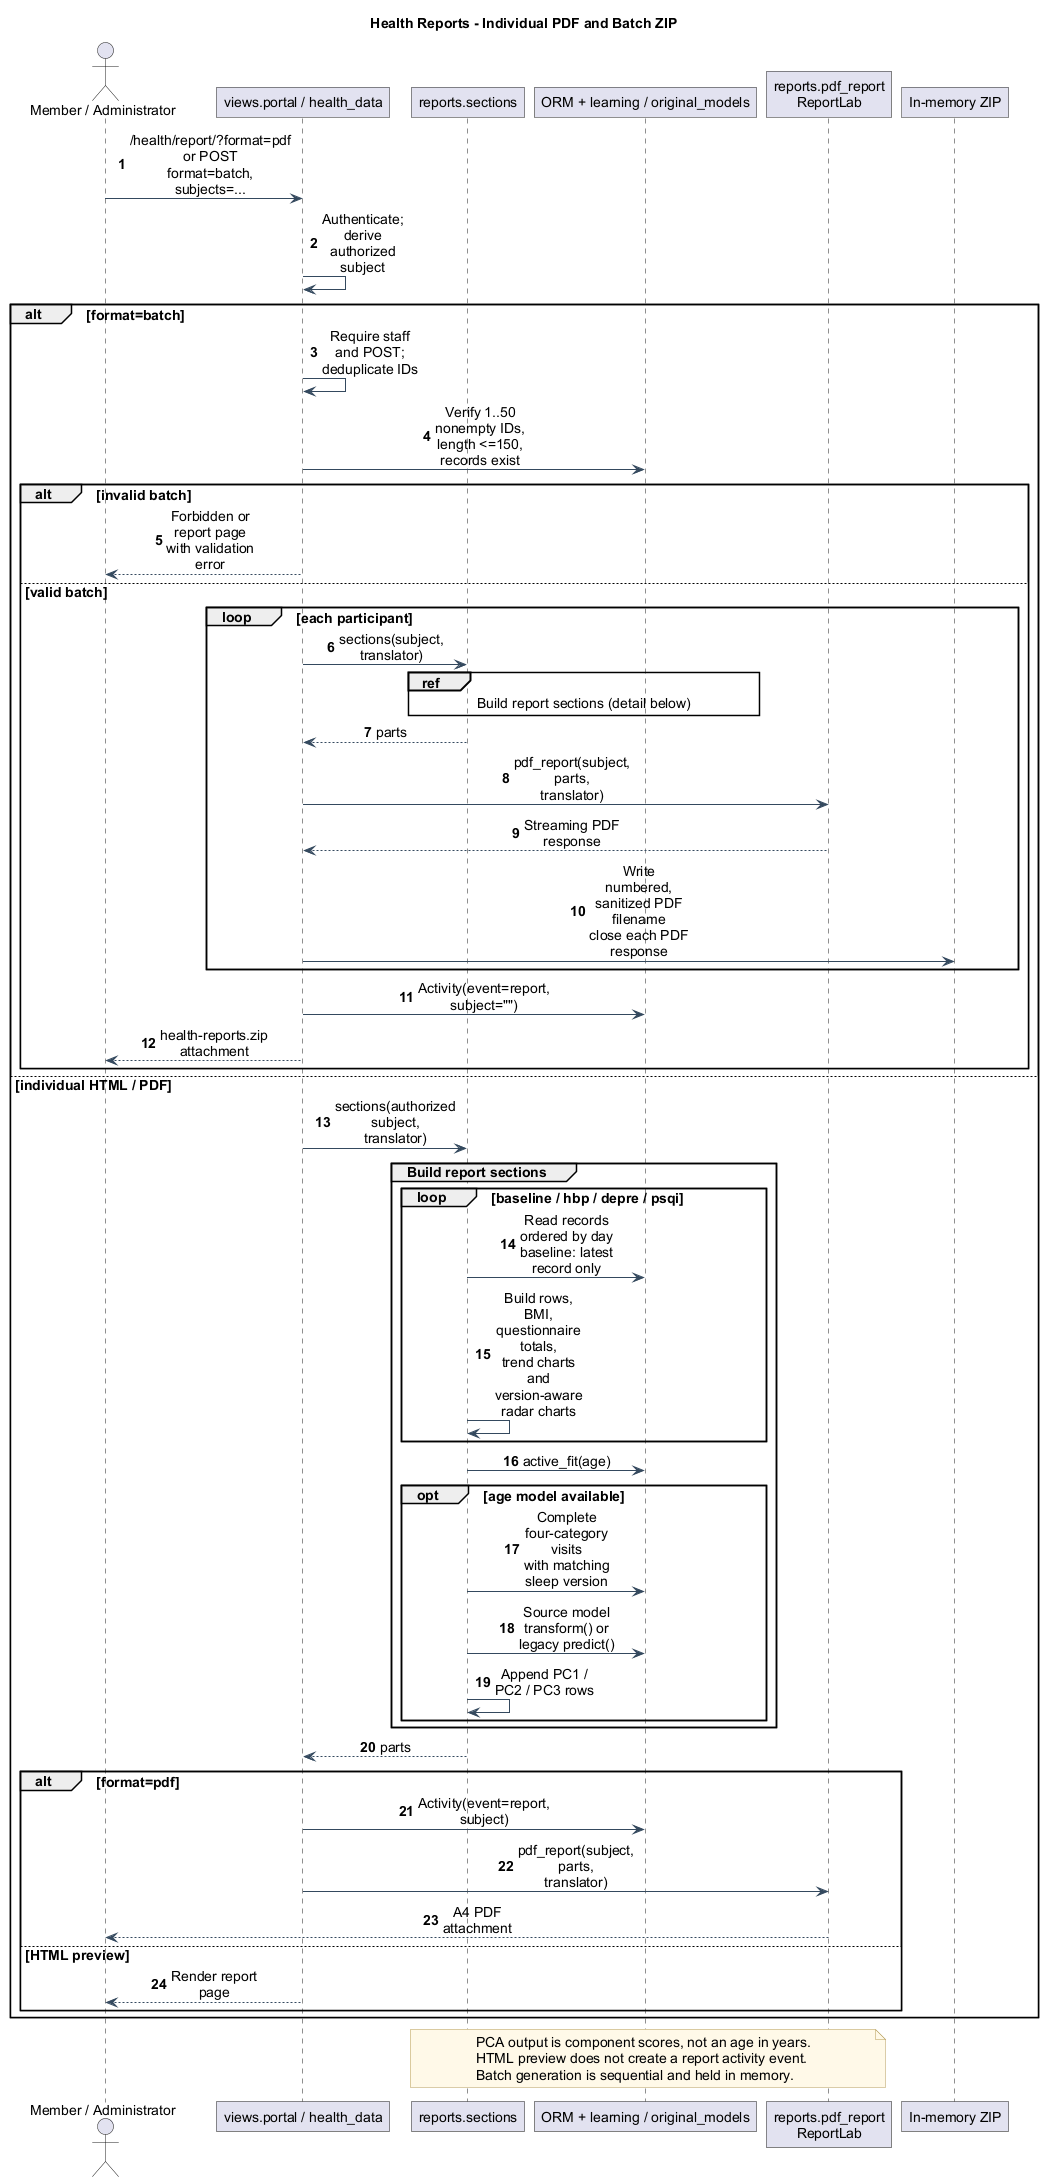 Health Reports - Individual PDF and Batch ZIP
Member / Administrator
views.portal / health_data
reports.sections
ORM + learning / original_models
reports.pdf_report
ReportLab
In-memory ZIP
1
/health/report/?format=pdf
or POST
format=batch,
subjects=...
2
Authenticate;
derive
authorized
subject
alt
[format=batch]
3
Require staff
and POST;
deduplicate IDs
4
Verify 1..50
nonempty IDs,
length <=150,
records exist
alt
[invalid batch]
5
Forbidden or
report page
with validation
error
[valid batch]
loop
[each participant]
6
sections(subject,
translator)
ref
Build report sections (detail below)
7 parts
8
pdf_report(subject,
parts,
translator)
9
Streaming PDF
response
10
Write
numbered,
sanitized PDF
filename
close each PDF
response
11
Activity(event=report,
subject="")
12
health-reports.zip
attachment
[individual HTML / PDF]
13
sections(authorized
subject,
translator)
Build report sections
loop
[baseline / hbp / depre / psqi]
14
Read records
ordered by day
baseline: latest
record only
15
Build rows,
BMI,
questionnaire
totals,
trend charts
and
version-aware
radar charts
16 active_fit(age)
opt
[age model available]
17
Complete
four-category
visits
with matching
sleep version
18
Source model
transform() or
legacy predict()
19
Append PC1 /
PC2 / PC3 rows
20 parts
alt
[format=pdf]
21
Activity(event=report,
subject)
22
pdf_report(subject,
parts,
translator)
23
A4 PDF
attachment
[HTML preview]
24
Render report
page
PCA output is component scores, not an age in years.
HTML preview does not create a report activity event.
Batch generation is sequential and held in memory.
Member / Administrator
views.portal / health_data
reports.sections
ORM + learning / original_models
reports.pdf_report
ReportLab
In-memory ZIP